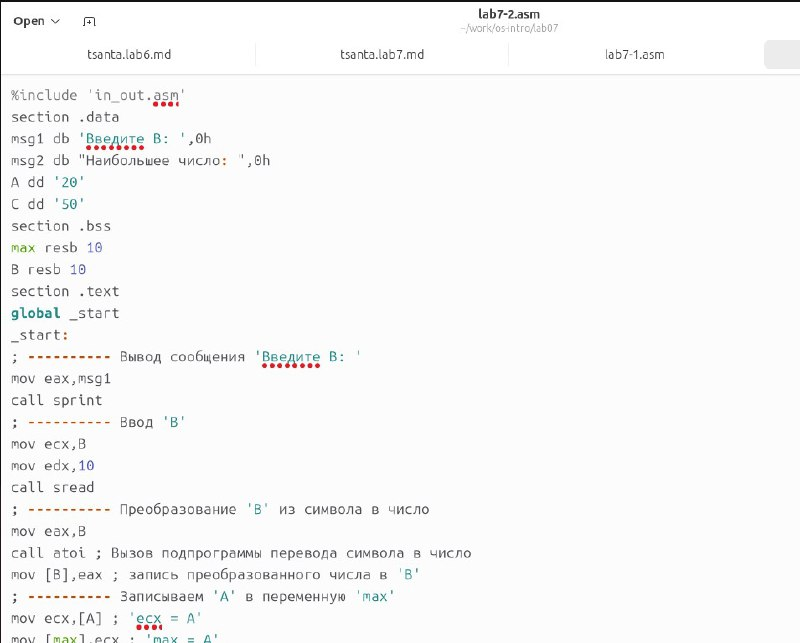 Open
lab7-2.asm
~/work/os-intro/lab07
tsanta.lab6.md
tsanta.lab7.md
lab7-1.asm
%include 'in_out.asm'
section .data
msg1 db 'Введите B: ',0h
msg2 db "Наибольшее число: ",0h
A dd '20'
C dd '50'
section .bss
max resb 10
B resb 10
section .text
global _start
_start:
; ---------- Вывод сообщения 'Введите B: '
mov eax,msg1
call sprint
; ---------- Ввод 'B'
mov ecx,B
mov edx,10
call sread
; ---------- Преобразование 'B' из символа в число
mov eax,B
call atoi ; Вызов подпрограммы перевода символа в число
mov [B],eax ; запись преобразованного числа в 'B'
; ---------- Записываем 'A' в переменную 'max'
mov ecx,[A] ; 'ecx = A'
mov [max],ecx ; 'max = A'